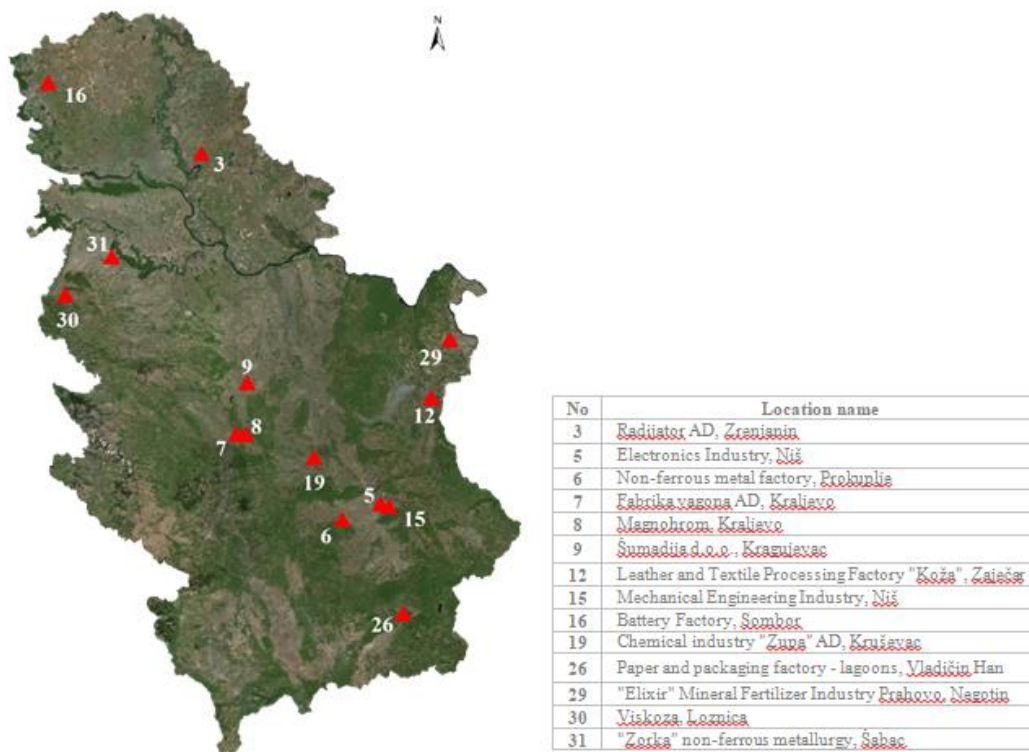 N
16
3
31
30
29
9
12
7 8
19
5
15
6
26
No Location name
3 Radijator AD, Zrenjanin
5 Electronics Industry, Niš
6 Non-ferrous metal factory, Prokuplje
7 Fabrika vagona AD, Kraljevo
8 Magnohrom, Kraljevo
9 Šumadija d.o.o., Kragujevac
12 Leather and Textile Processing Factory "Koža", Zaječar
15 Mechanical Engineering Industry, Niš
16 Battery Factory, Sombor
19 Chemical industry "Zupa" AD, Kruševac
26 Paper and packaging factory - lagoons, Vladičin Han
29 "Elixir" Mineral Fertilizer Industry Prahovo, Negotin
30 Viskoza, Loznica
31 "Zorka" non-ferrous metallurgy, Šabac